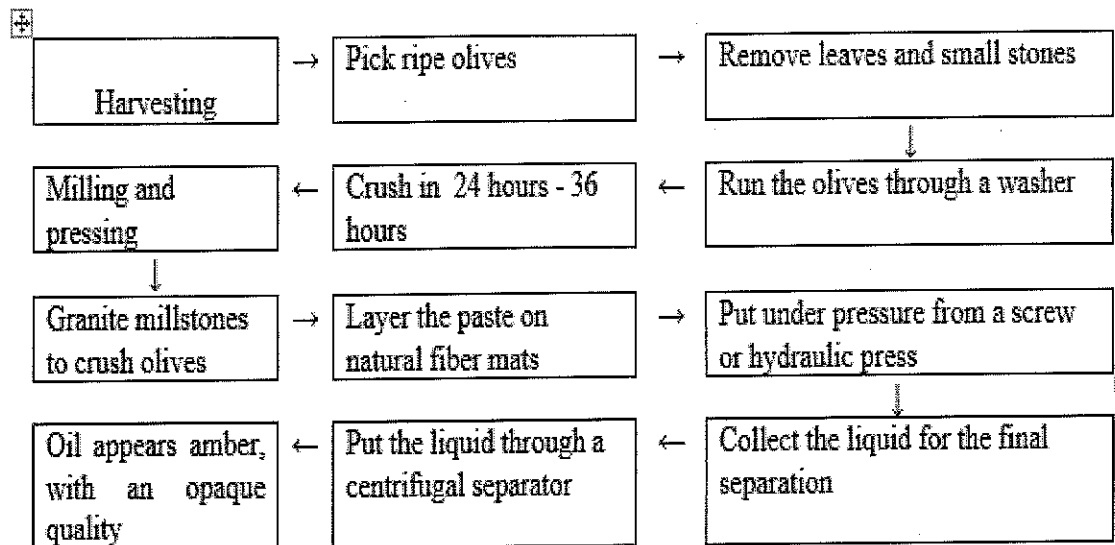 Harvesting
Pick ripe olives
Remove leaves and small stones
Run the olives through a washer
Crush in 24 hours - 36
hours
Milling and
pressing
Granite millstones
to crush olives
Layer the paste on
natural fiber mats
Put under pressure from a screw
or hydraulic press
Collect the liquid for the final
separation
Put the liquid through a
centrifugal separator
Oil appears amber,
with an opaque
quality